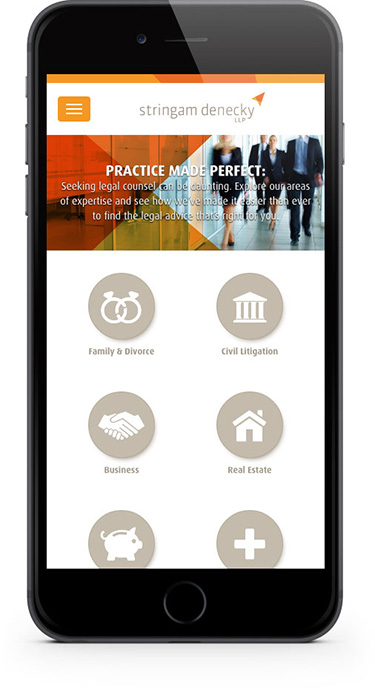 stringam denecky
LLP
PRACTICE MADE PERFECT:
Seeking legal counsel can be daunting. Explore our areas
of expertise and see how we've made it easier than ever
to find the legal advice that's right for you.
Family & Divorce
Civil Litigation
Business
Real Estate